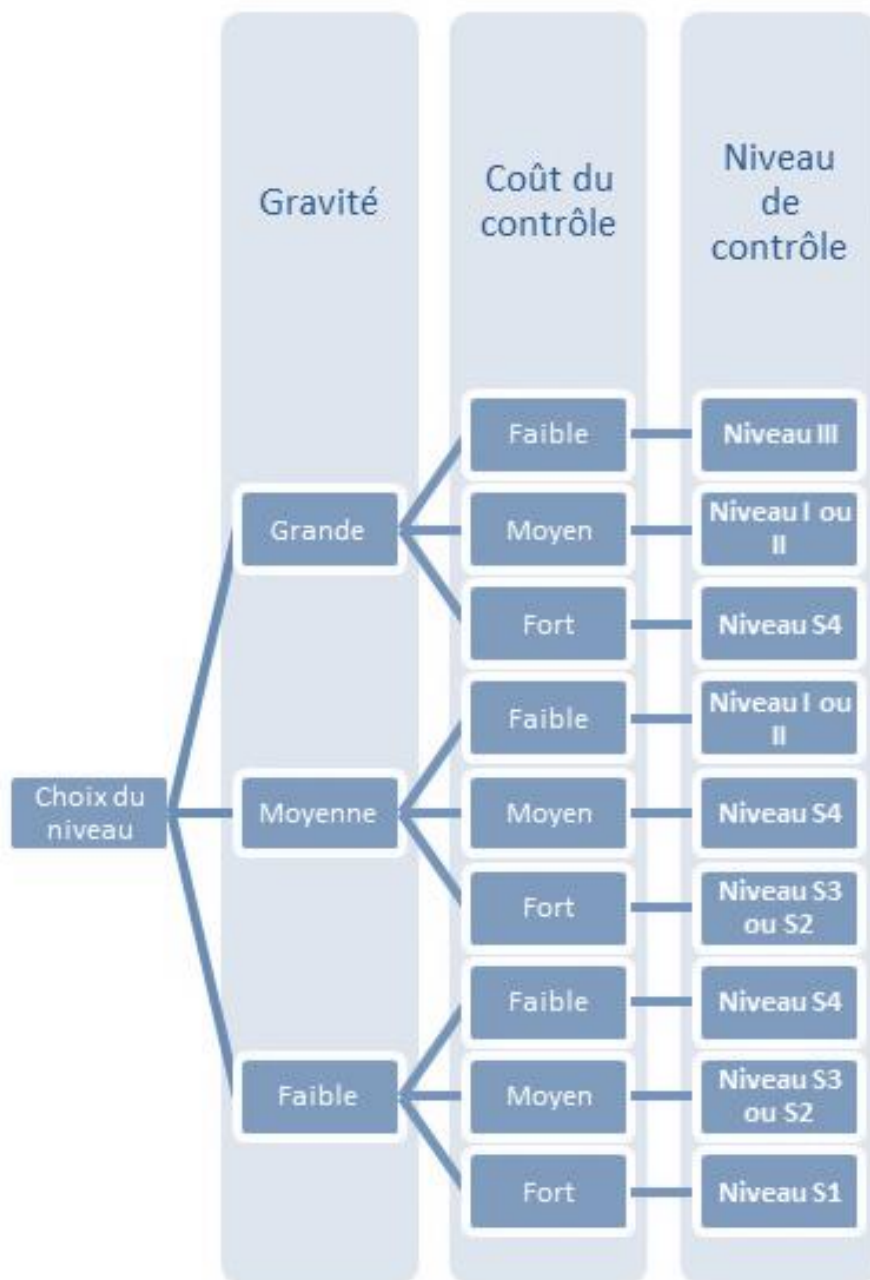 Gravité
Coût du
contrôle
Niveau
de
contrôle
Choix du
niveau
Grande
Faible
Niveau III
Moyen
Niveau I ou
II
Fort
Niveau S4
Moyenne
Faible
Niveau I ou
II
Moyen
Niveau S4
Fort
Niveau S3
ou S2
Faible
Faible
Niveau S4
Moyen
Niveau S3
ou S2
Fort
Niveau S1